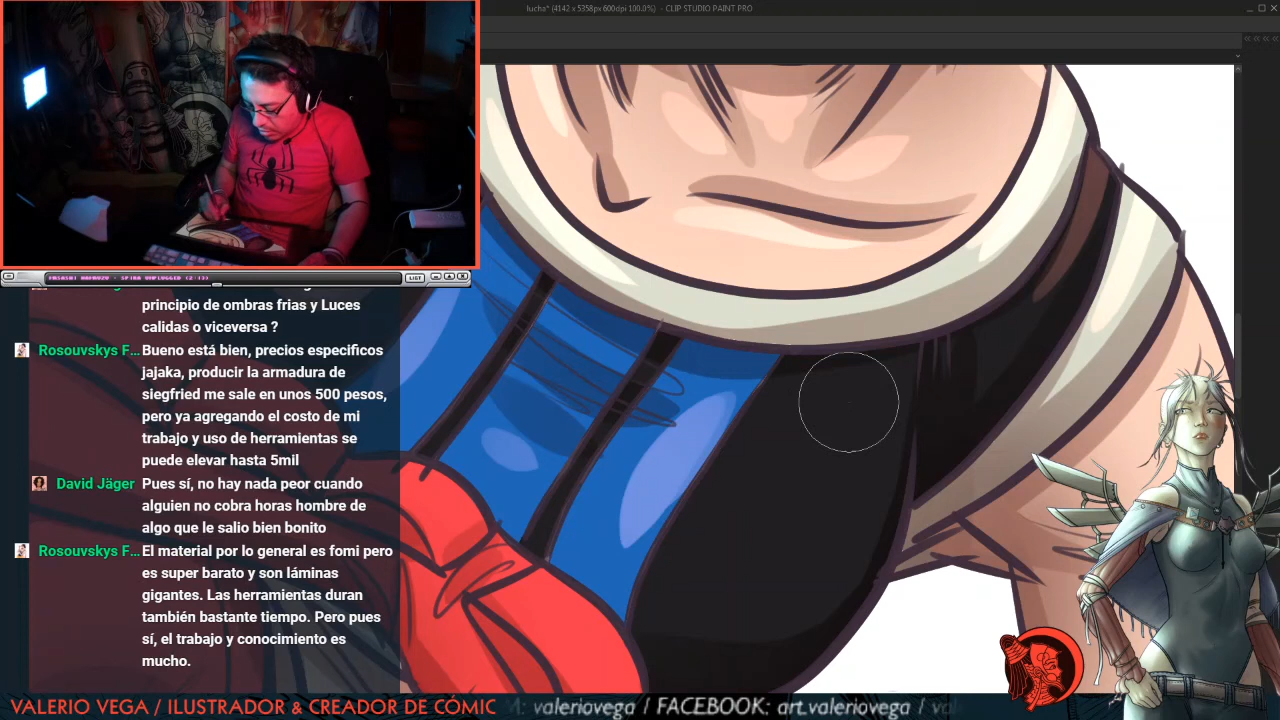 lucha* (4142 x 5358px 600dpi 100.0%) - CLIP STUDIO PAINT PRO
LIST
principio de ombras frias y Luces
calidas o viceversa ?
Rosouvskys F... Bueno está bien, precios especificos
jajaka, producir la armadura de
siegfried me sale en unos 500 pesos,
pero ya agregando el costo de mi
trabajo y uso de herramientas se
puede elevar hasta 5mil
David Jäger Pues sí, no hay nada peor cuando
alguien no cobra horas hombre de
algo que le salio bien bonito
Rosouvskys F... El material por lo general es fomi pero
es super barato y son láminas
gigantes. Las herramientas duran
también bastante tiempo. Pero pues
sí, el trabajo y conocimiento es
mucho.
VALERIO VEGA / ILUSTRADOR & CREADOR DE CÓMIC
M: valeriovega / FACEBOOK: art.valeriovega / va